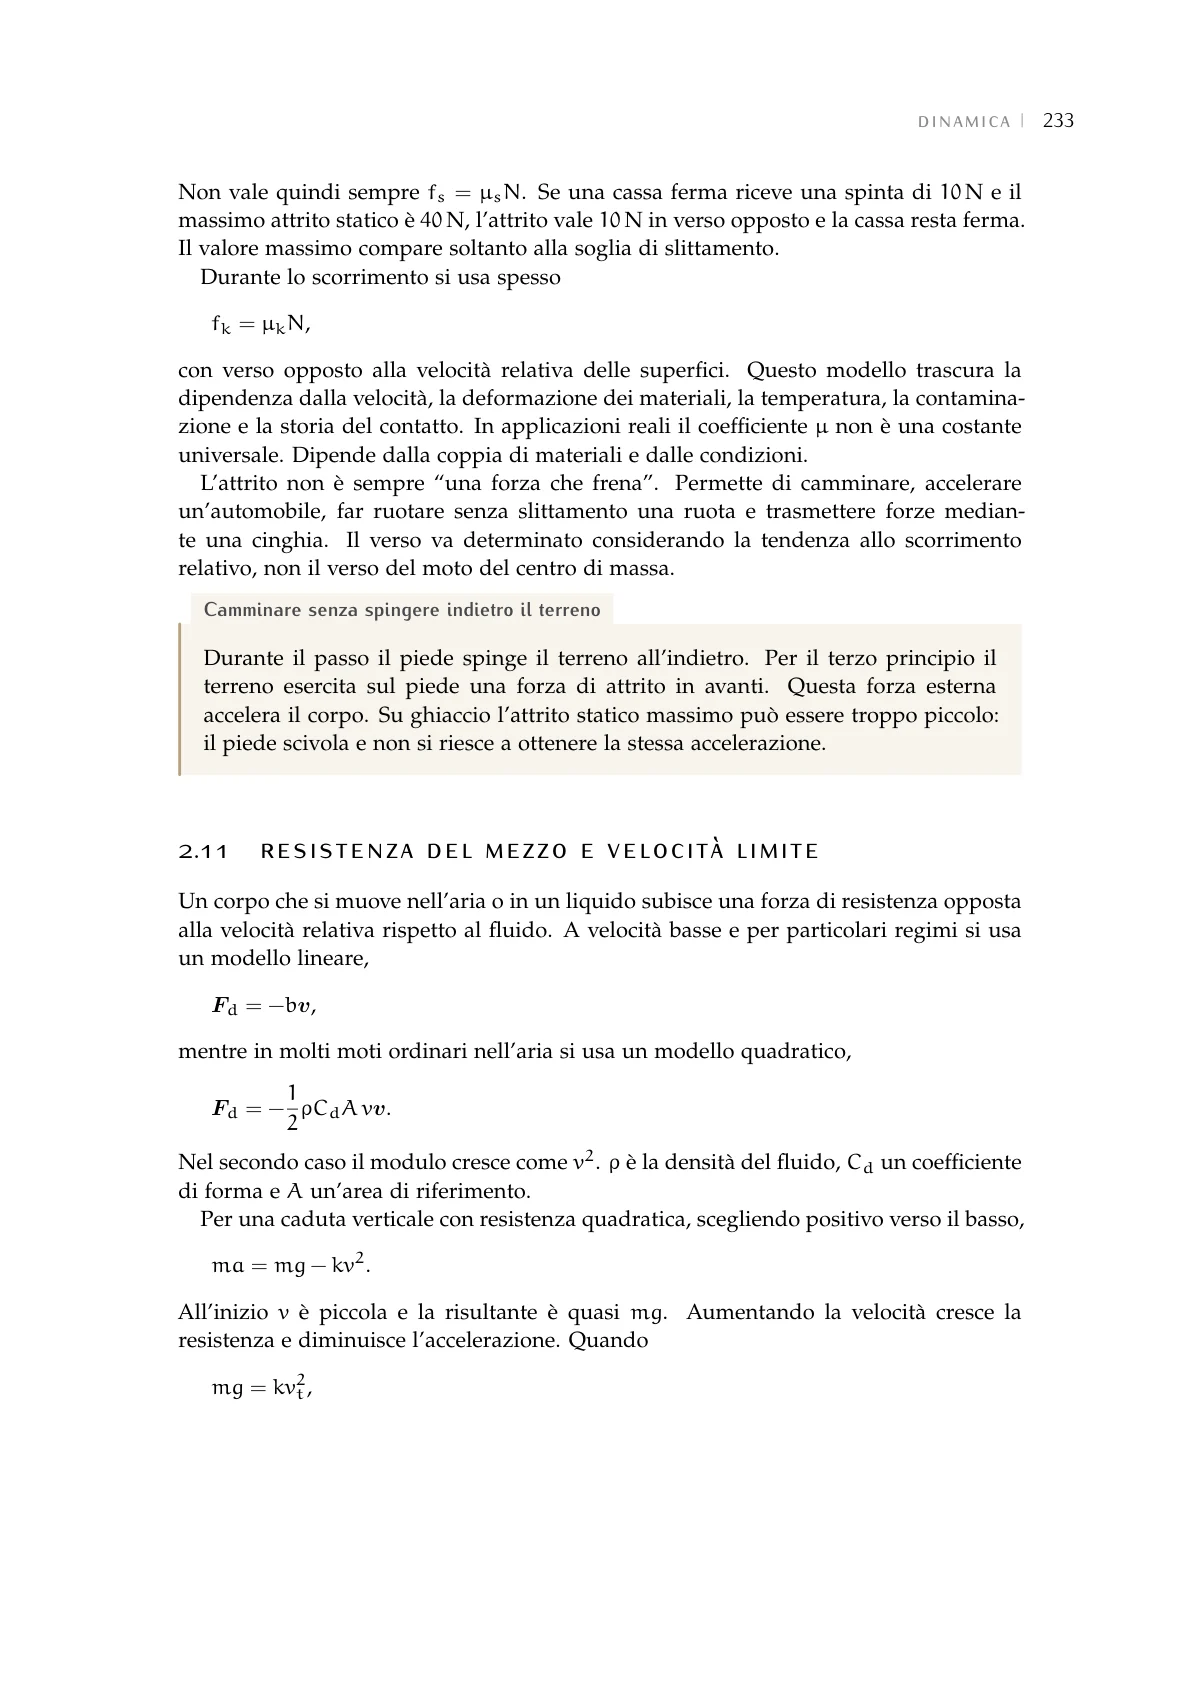 DINAMICA | 233
Non vale quindi sempre fₛ = μₛN. Se una cassa ferma riceve una spinta di 10 N e il
massimo attrito statico è 40 N, l'attrito vale 10 N in verso opposto e la cassa resta ferma.
Il valore massimo compare soltanto alla soglia di slittamento.
Durante lo scorrimento si usa spesso
fₖ = μₖN,
con verso opposto alla velocità relativa delle superfici. Questo modello trascura la
dipendenza dalla velocità, la deformazione dei materiali, la temperatura, la contamina-
zione e la storia del contatto. In applicazioni reali il coefficiente μ non è una costante
universale. Dipende dalla coppia di materiali e dalle condizioni.
L'attrito non è sempre “una forza che frena”. Permette di camminare, accelerare
un'automobile, far ruotare senza slittamento una ruota e trasmettere forze median-
te una cinghia. Il verso va determinato considerando la tendenza allo scorrimento
relativo, non il verso del moto del centro di massa.
Camminare senza spingere indietro il terreno
Durante il passo il piede spinge il terreno all'indietro. Per il terzo principio il
terreno esercita sul piede una forza di attrito in avanti. Questa forza esterna
accelera il corpo. Su ghiaccio l'attrito statico massimo può essere troppo piccolo:
il piede scivola e non si riesce a ottenere la stessa accelerazione.
2.11 RESISTENZA DEL MEZZO E VELOCITÀ LIMITE
Un corpo che si muove nell'aria o in un liquido subisce una forza di resistenza opposta
alla velocità relativa rispetto al fluido. A velocità basse e per particolari regimi si usa
un modello lineare,
F_d = −bv,
mentre in molti moti ordinari nell'aria si usa un modello quadratico,
F_d = −1/2 ρC_d A vv.
Nel secondo caso il modulo cresce come v². ρ è la densità del fluido, C_d un coefficiente
di forma e A un'area di riferimento.
Per una caduta verticale con resistenza quadratica, scegliendo positivo verso il basso,
ma = mg − kv².
All'inizio v è piccola e la risultante è quasi mg. Aumentando la velocità cresce la
resistenza e diminuisce l'accelerazione. Quando
mg = kv_t²,